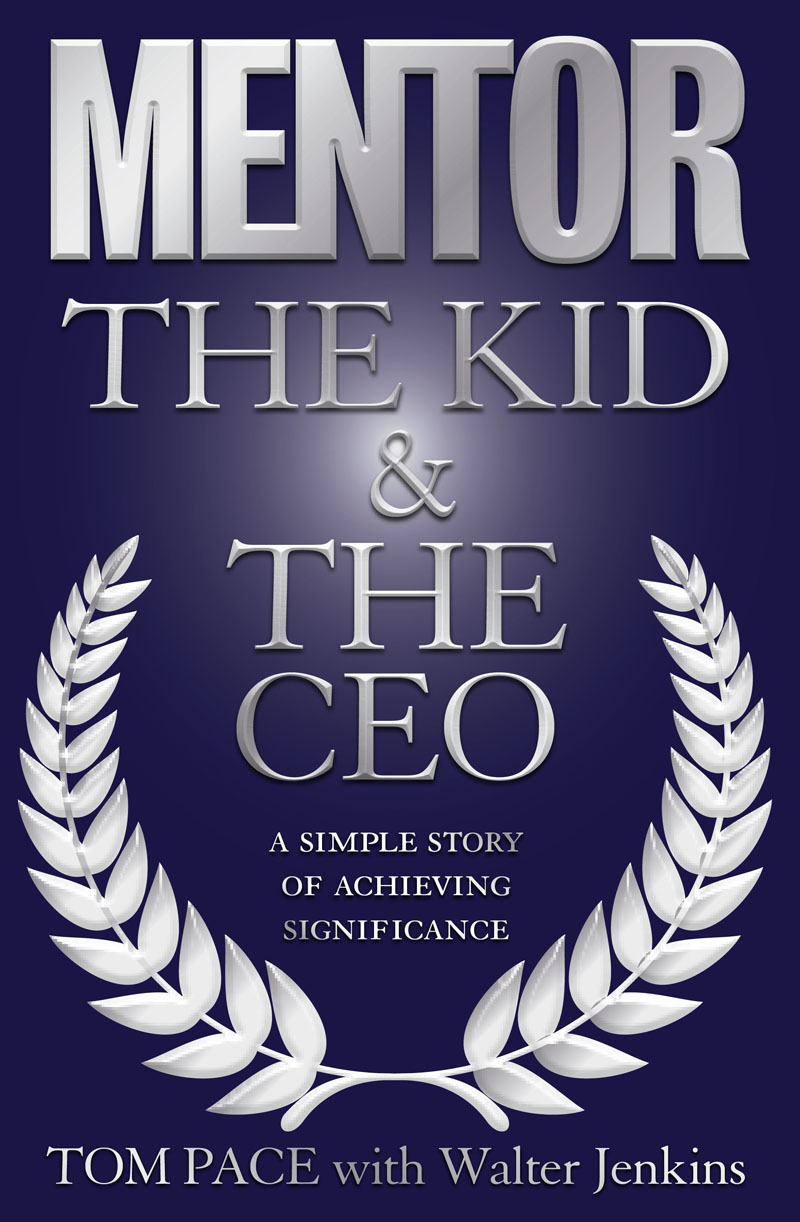 MENTOR
THE KID
&
THE
CEO
A SIMPLE STORY
OF ACHIEVING
SIGNIFICANCE
TOM PACE with Walter Jenkins